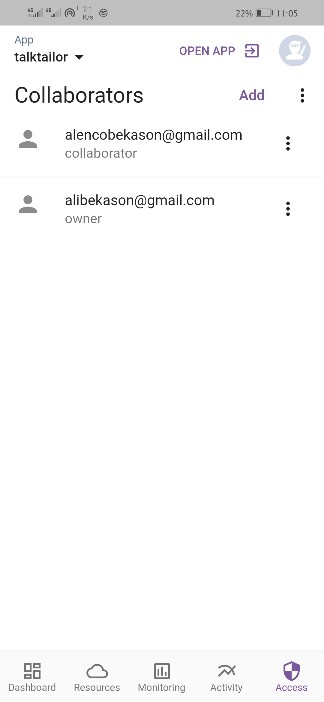 22% 11:05
App
talktailor
OPEN APP
Collaborators
Add
alencobekason@gmail.com
collaborator
alibekason@gmail.com
owner
Dashboard Resources Monitoring Activity Access